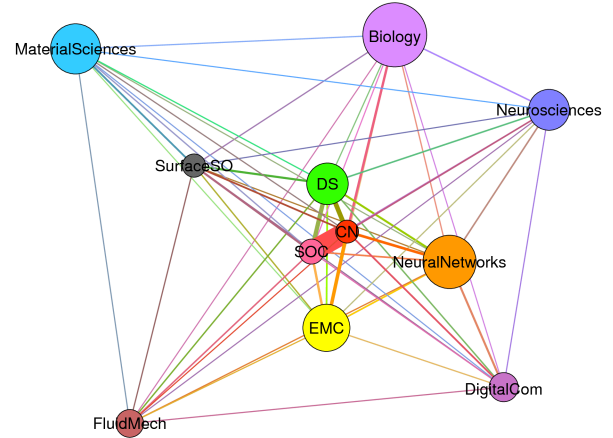 Biology
MaterialSciences
Neurosciences
SurfaceSO
DS
CN
SOC
NeuralNetworks
EMC
DigitalCom
FluidMech